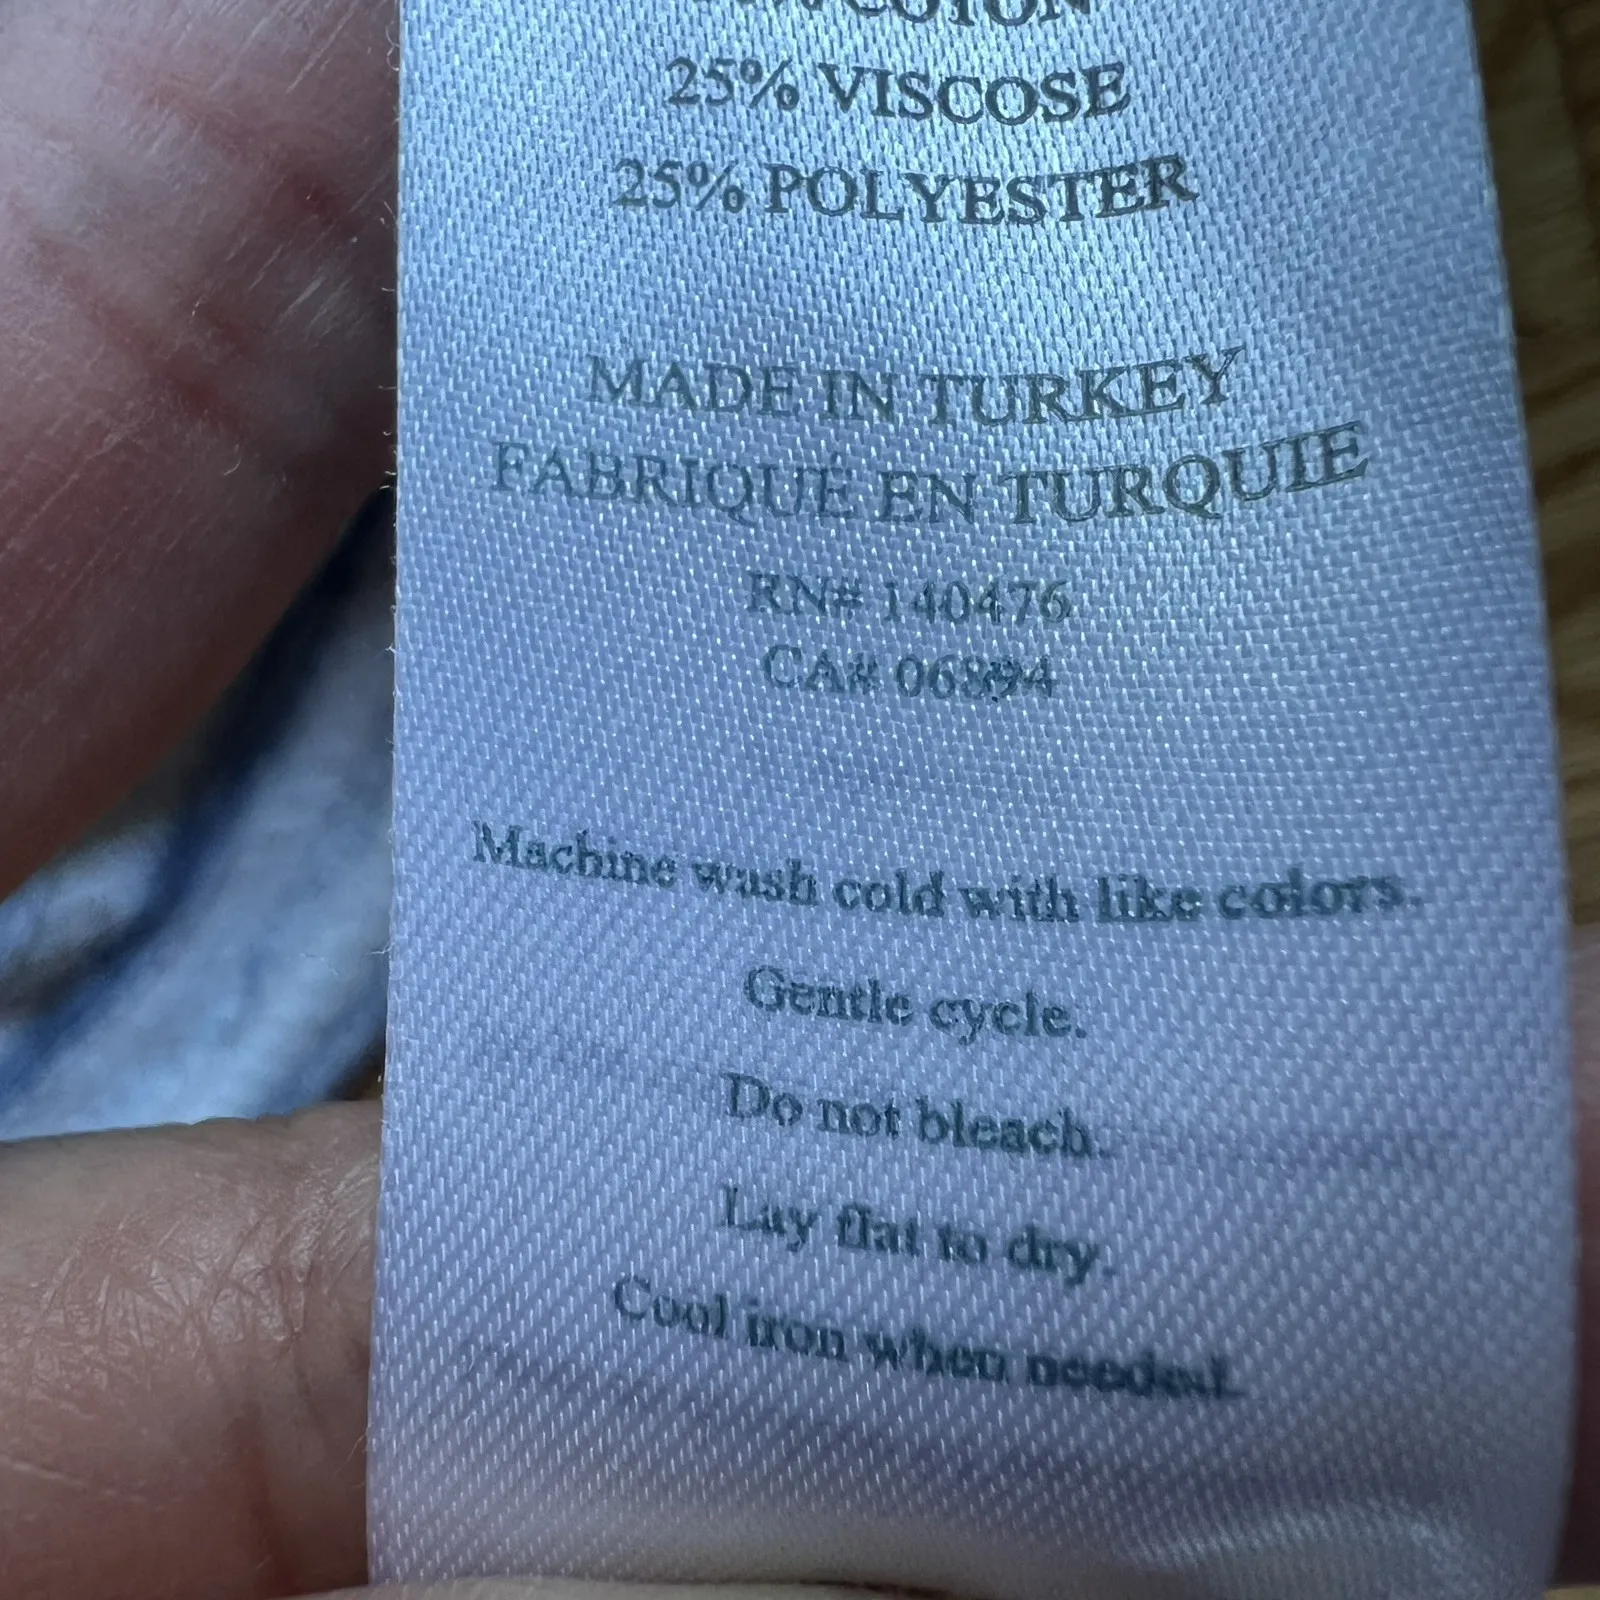 COTON
25% VISCOSE
25% POLYESTER
MADE IN TURKEY
FABRIQUÉ EN TURQUIE
RN# 140476
CA#
Machine wash cold with like colors.
Gentle cycle.
Do not bleach.
Lay flat to dry.
Cool iron when needed.